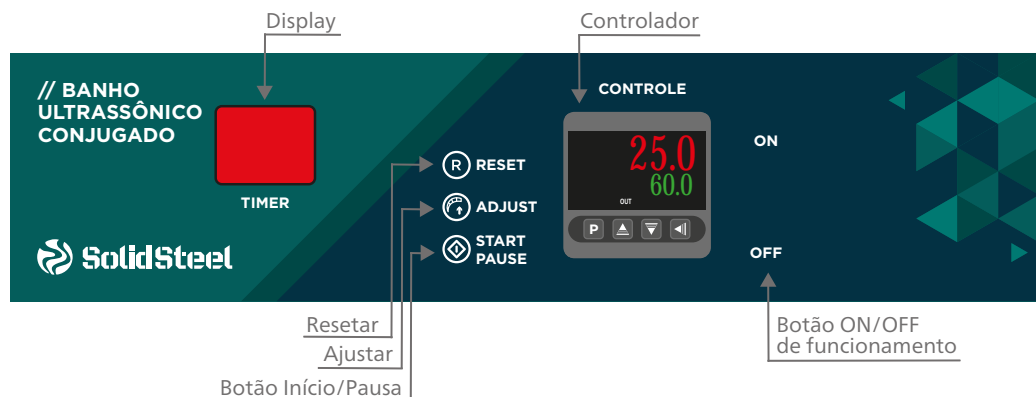 Display
Controlador
// BANHO
ULTRASSÔNICO
CONJUGADO
TIMER
SolidSteel
R RESET
ADJUST
START
PAUSE
CONTROLE
25.0
60.0
OUT
P
ON
OFF
Resetar
Ajustar
Botão Início/Pausa
Botão ON/OFF
de funcionamento